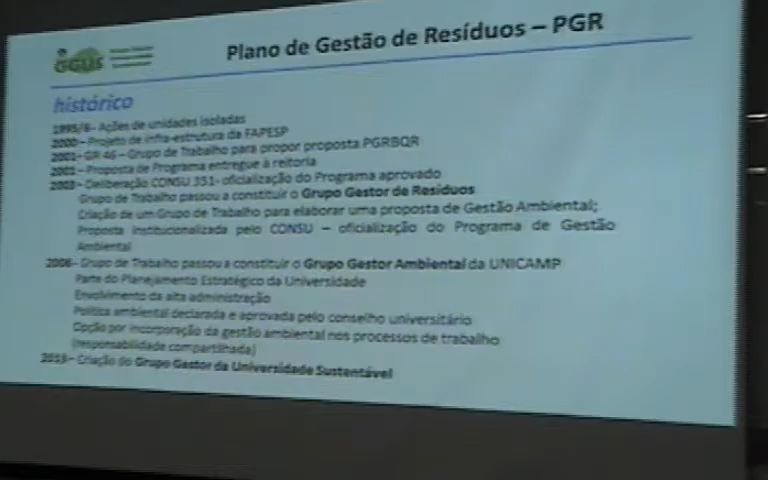 Plano de Gestão de Resíduos – PGR
GGUS
histórico
1995/6- Ações de unidades isoladas
2000 – Projeto de infra-estrutura da FAPESP
2001- GR 46 – Grupo de Trabalho para propor proposta PGRBQR
– Proposta de Programa entregue à reitoria
2003 – Deliberação CONSU 351- oficialização do Programa aprovado
Grupo de Trabalho passou a constituir o Grupo Gestor de Resíduos
Criação de um Grupo de Trabalho para elaborar uma proposta de Gestão Ambiental;
Proposta institucionalizada pelo CONSU – oficialização do Programa de Gestão
Ambiental
– Grupo de Trabalho passou a constituir o Grupo Gestor Ambiental da UNICAMP
Parte do Planejamento Estratégico da Universidade
Envolvimento da alta administração
Política ambiental declarada e aprovada pelo conselho universitário
Opção por incorporação da gestão ambiental nos processos de trabalho
(responsabilidade compartilhada)
– Criação do Grupo Gestor da Universidade Sustentável